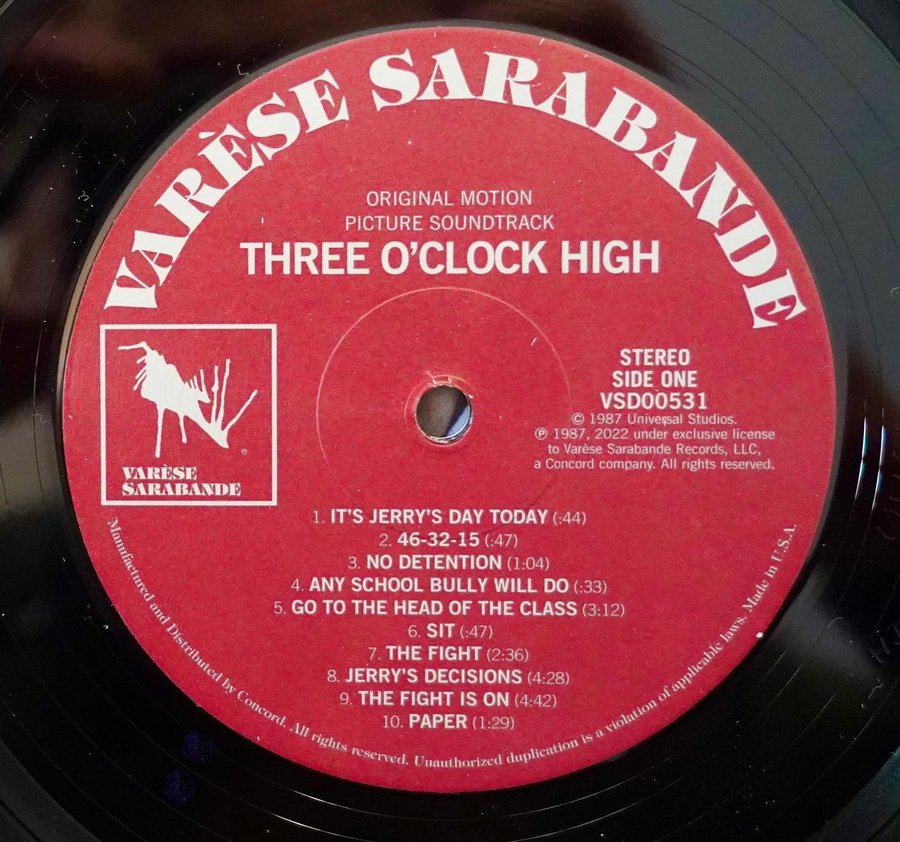 VARÈSE SARABANDE
ORIGINAL MOTION
PICTURE SOUNDTRACK
THREE O'CLOCK HIGH
STEREO
SIDE ONE
VSD00531
© 1987 Universal Studios.
℗ 1987, 2022 under exclusive license
to Varèse Sarabande Records, LLC,
a Concord company. All rights reserved.
VARÈSE
SARABANDE ®
1. IT'S JERRY'S DAY TODAY (:44)
2. 46-32-15 (:47)
3. NO DETENTION (1:04)
4. ANY SCHOOL BULLY WILL DO (:33)
5. GO TO THE HEAD OF THE CLASS (3:12)
6. SIT (:47)
7. THE FIGHT (2:36)
8. JERRY'S DECISIONS (4:28)
9. THE FIGHT IS ON (4:42)
10. PAPER (1:29)
Manufactured and Distributed by Concord. All rights reserved. Unauthorized duplication is a violation of applicable laws. Made in U.S.A.